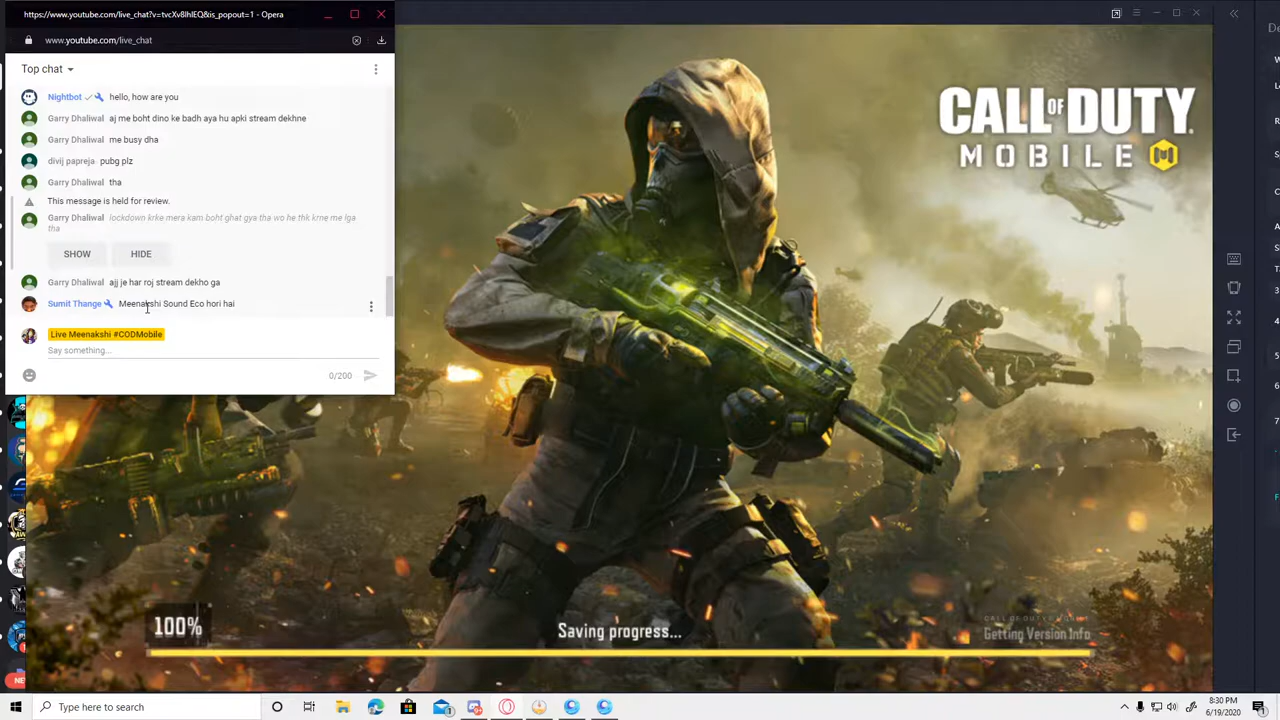 https://www.youtube.com/live_chat?v=tvcXv8lhlEQ&is_popout=1 - Opera
www.youtube.com/live_chat
Top chat
Nightbot hello, how are you
Garry Dhaliwal aj me boht dino ke badh aya hu apki stream dekhne
Garry Dhaliwal me busy dha
divij papreja pubg plz
Garry Dhaliwal tha
This message is held for review.
Garry Dhaliwal lockdown krke mera kam boht ghat gya tha wo he thk krne me lga
tha
SHOW HIDE
Garry Dhaliwal ajj je har roj stream dekho ga
Sumit Thange Meenakshi Sound Eco hori hai
Live Meenakshi #CODMobile
Say something...
0/200
CALL OF DUTY
MOBILE
100%
Saving progress...
Getting Version Info
Type here to search
8:30 PM
6/19/2020